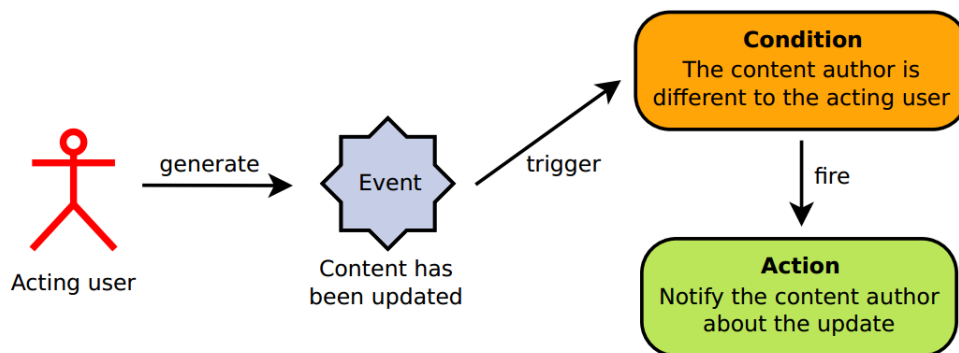 Condition
The content author is
different to the acting user
generate
Event
trigger
fire
Acting user
Content has
been updated
Action
Notify the content author
about the update